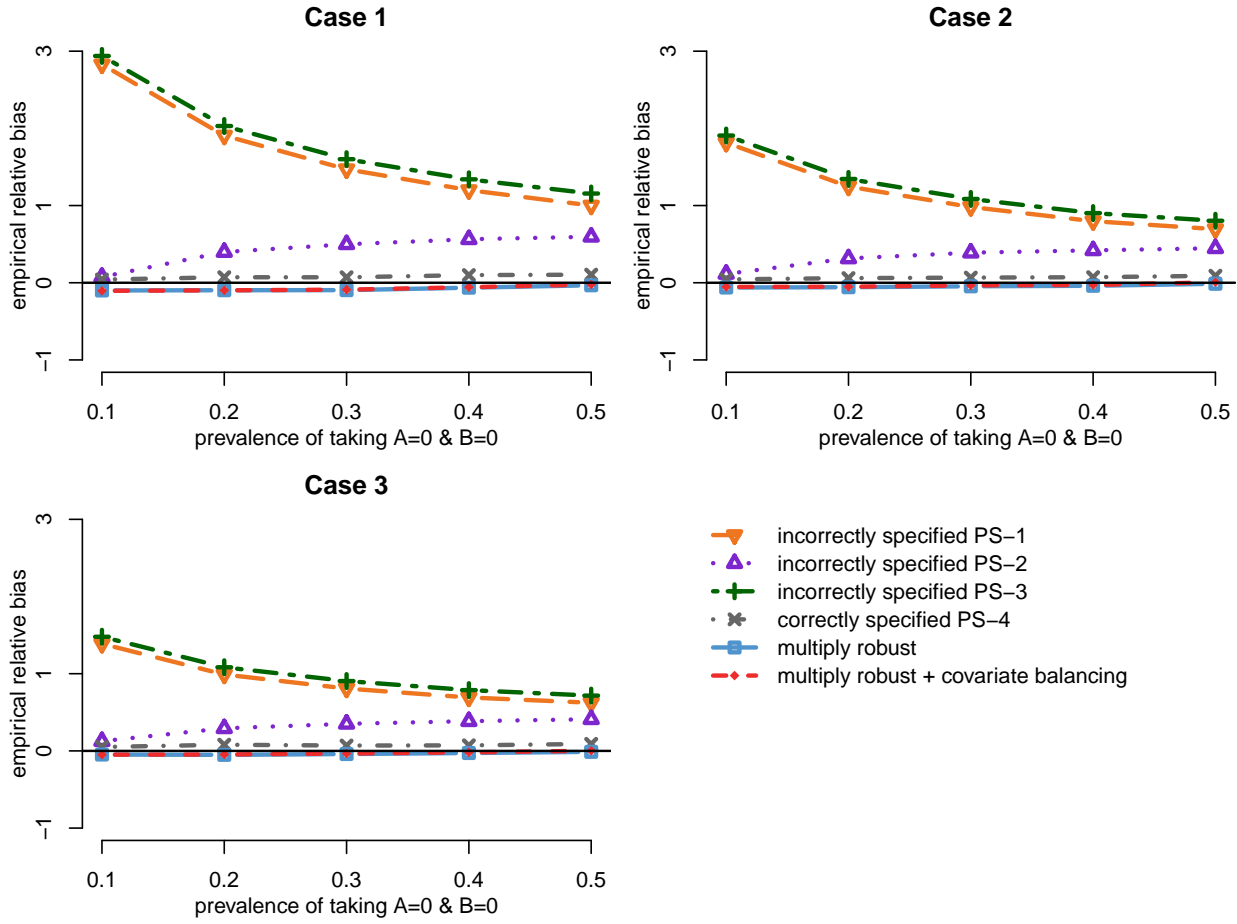 Case 1
empirical relative bias
3
1
0
−1
0.1 0.2 0.3 0.4 0.5
prevalence of taking A=0 & B=0
Case 2
empirical relative bias
3
1
0
−1
0.1 0.2 0.3 0.4 0.5
prevalence of taking A=0 & B=0
Case 3
empirical relative bias
3
1
0
−1
0.1 0.2 0.3 0.4 0.5
prevalence of taking A=0 & B=0
incorrectly specified PS−1
incorrectly specified PS−2
incorrectly specified PS−3
correctly specified PS−4
multiply robust
multiply robust + covariate balancing